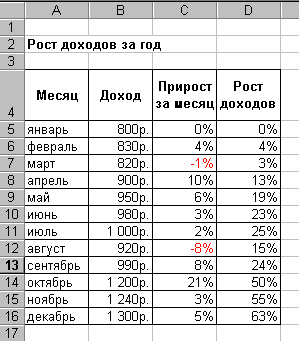 A B C D
1
2 Рост доходов за год
3
4 Месяц Доход Прирост за месяц Рост доходов
5 январь 800р. 0% 0%
6 февраль 830р. 4% 4%
7 март 820р. -1% 3%
8 апрель 900р. 10% 13%
9 май 950р. 6% 19%
10 июнь 980р. 3% 23%
11 июль 1 000р. 2% 25%
12 август 920р. -8% 15%
13 сентябрь 990р. 8% 24%
14 октябрь 1 200р. 21% 50%
15 ноябрь 1 240р. 3% 55%
16 декабрь 1 300р. 5% 63%
17